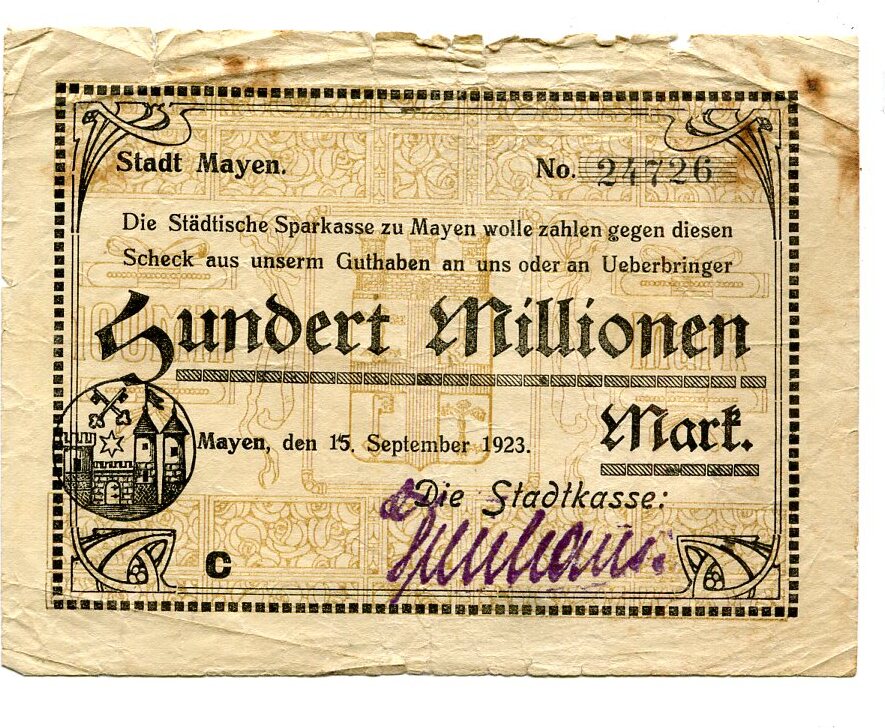 Stadt Mayen.
No. 24726
Die Städtische Sparkasse zu Mayen wolle zahlen gegen diesen
Scheck aus unserm Guthaben an uns oder an Ueberbringer
Hundert Millionen
Mark.
Mayen, den 15. September 1923.
Die Stadtkasse:
C